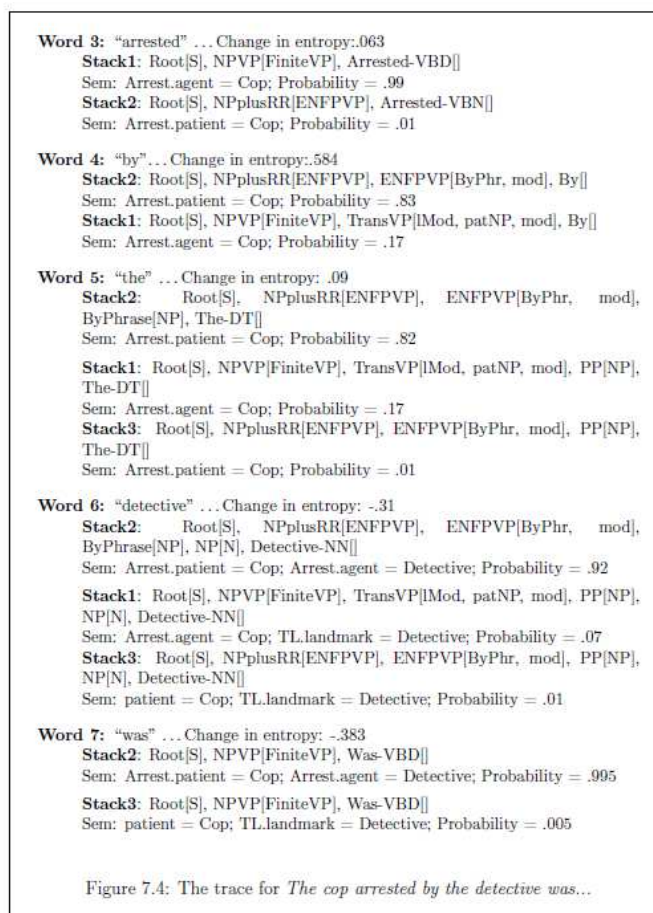 Word 3: “arrested” …Change in entropy:.063
Stack1: Root[S], NPVP[FiniteVP], Arrested-VBD[]
Sem: Arrest.agent = Cop; Probability = .99
Stack2: Root[S], NPplusRR[ENFPVP], Arrested-VBN[]
Sem: Arrest.patient = Cop; Probability = .01
Word 4: “by”…Change in entropy:.584
Stack2: Root[S], NPplusRR[ENFPVP], ENFPVP[ByPhr, mod], By[]
Sem: Arrest.patient = Cop; Probability = .83
Stack1: Root[S], NPVP[FiniteVP], TransVP[lMod, patNP, mod], By[]
Sem: Arrest.agent = Cop; Probability = .17
Word 5: “the” …Change in entropy: .09
Stack2: Root[S], NPplusRR[ENFPVP], ENFPVP[ByPhr, mod],
ByPhrase[NP], The-DT[]
Sem: Arrest.patient = Cop; Probability = .82
Stack1: Root[S], NPVP[FiniteVP], TransVP[lMod, patNP, mod], PP[NP],
The-DT[]
Sem: Arrest.agent = Cop; Probability = .17
Stack3: Root[S], NPplusRR[ENFPVP], ENFPVP[ByPhr, mod], PP[NP],
The-DT[]
Sem: Arrest.patient = Cop; Probability = .01
Word 6: “detective” …Change in entropy: -.31
Stack2: Root[S], NPplusRR[ENFPVP], ENFPVP[ByPhr, mod],
ByPhrase[NP], NP[N], Detective-NN[]
Sem: Arrest.patient = Cop; Arrest.agent = Detective; Probability = .92
Stack1: Root[S], NPVP[FiniteVP], TransVP[lMod, patNP, mod], PP[NP],
NP[N], Detective-NN[]
Sem: Arrest.agent = Cop; TL.landmark = Detective; Probability = .07
Stack3: Root[S], NPplusRR[ENFPVP], ENFPVP[ByPhr, mod], PP[NP],
NP[N], Detective-NN[]
Sem: patient = Cop; TL.landmark = Detective; Probability = .01
Word 7: “was” …Change in entropy: -.383
Stack2: Root[S], NPVP[FiniteVP], Was-VBD[]
Sem: Arrest.patient = Cop; Arrest.agent = Detective; Probability = .995
Stack3: Root[S], NPVP[FiniteVP], Was-VBD[]
Sem: patient = Cop; TL.landmark = Detective; Probability = .005
Figure 7.4: The trace for The cop arrested by the detective was...